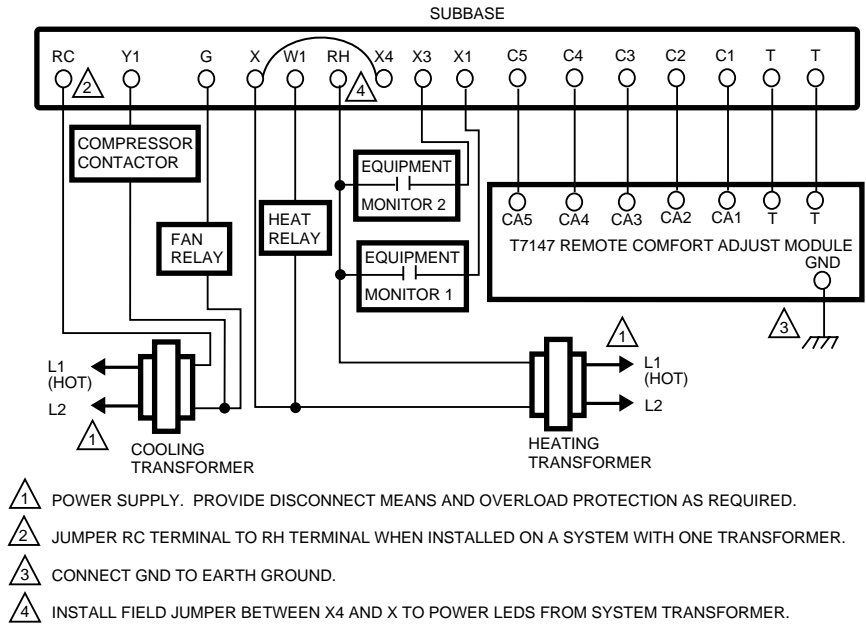 SUBBASE
RC Y1 G X W1 RH X4 X3 X1 C5 C4 C3 C2 C1 T T
2
4
COMPRESSOR
CONTACTOR
EQUIPMENT
MONITOR 2
FAN
RELAY
HEAT
RELAY
EQUIPMENT
MONITOR 1
CA5 CA4 CA3 CA2 CA1 T T
T7147 REMOTE COMFORT ADJUST MODULE
GND
3
L1
(HOT)
L2
1
COOLING
TRANSFORMER
1
L1
(HOT)
L2
HEATING
TRANSFORMER
1 POWER SUPPLY. PROVIDE DISCONNECT MEANS AND OVERLOAD PROTECTION AS REQUIRED.
2 JUMPER RC TERMINAL TO RH TERMINAL WHEN INSTALLED ON A SYSTEM WITH ONE TRANSFORMER.
3 CONNECT GND TO EARTH GROUND.
4 INSTALL FIELD JUMPER BETWEEN X4 AND X TO POWER LEDS FROM SYSTEM TRANSFORMER.